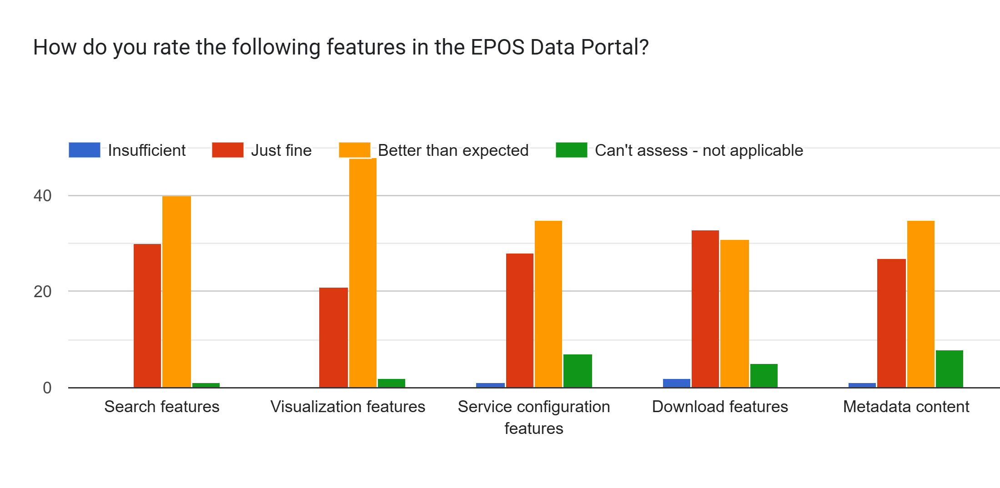 How do you rate the following features in the EPOS Data Portal?
Insufficient Just fine Better than expected Can't assess - not applicable
40
20
0
Search features Visualization features Service configuration features Download features Metadata content